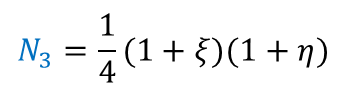 N₃ = 1/4 (1 + ξ)(1 + η)